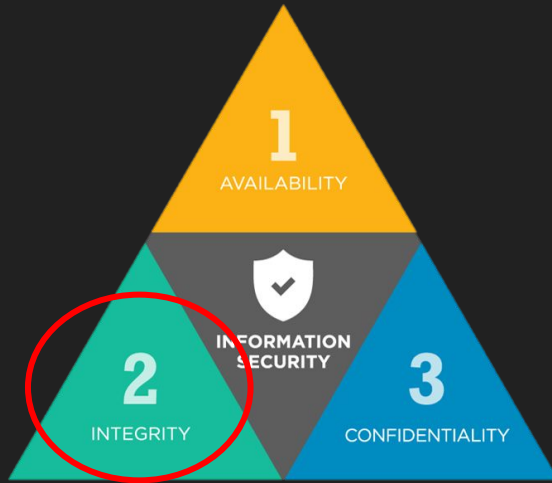 1
AVAILABILITY
INFORMATION
SECURITY
2
INTEGRITY
3
CONFIDENTIALITY